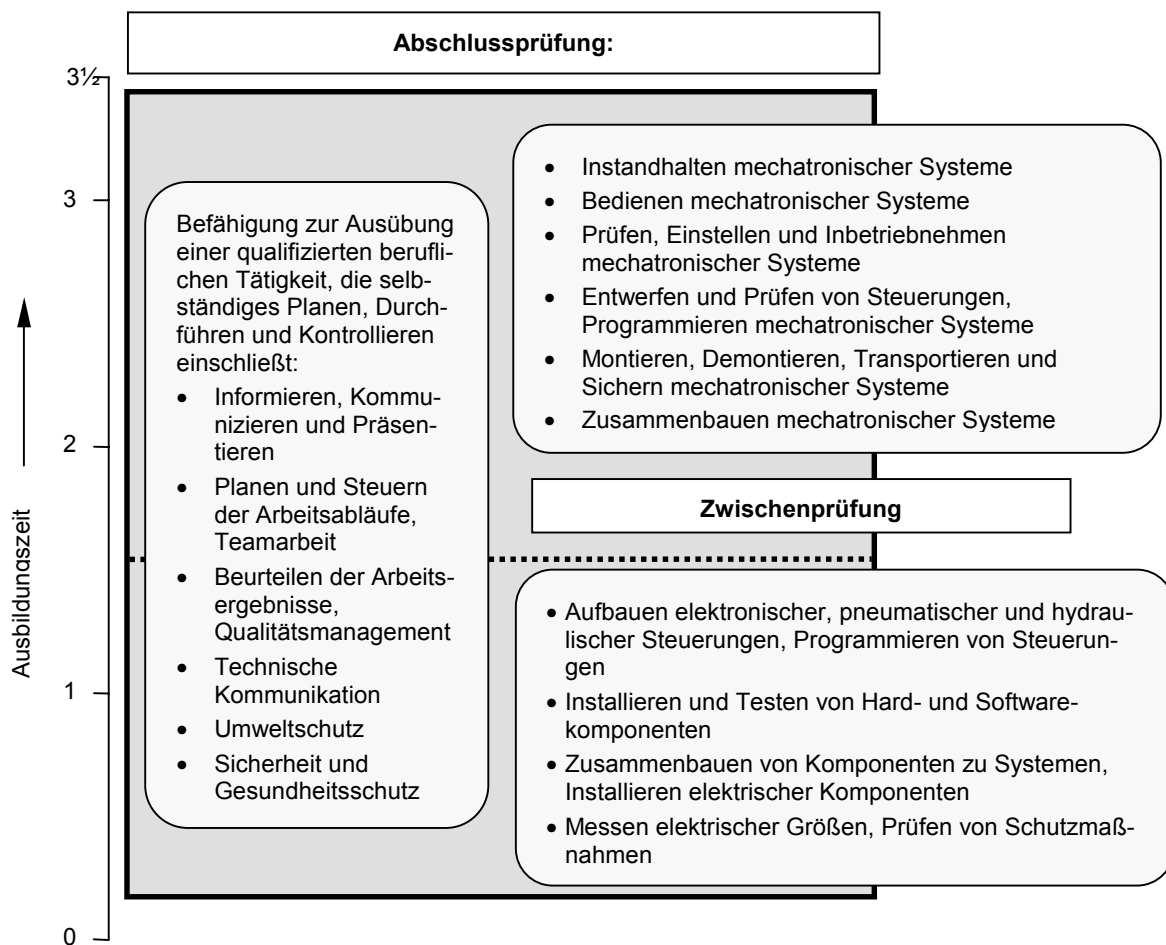 Abschlussprüfung:
3½
3
2
1
0
Ausbildungszeit
Befähigung zur Ausübung
einer qualifizierten berufli-
chen Tätigkeit, die selb-
ständiges Planen, Durch-
führen und Kontrollieren
einschließt:
• Informieren, Kommu-
nizieren und Präsen-
tieren
• Planen und Steuern
der Arbeitsabläufe,
Teamarbeit
• Beurteilen der Arbeits-
ergebnisse,
Qualitätsmanagement
• Technische
Kommunikation
• Umweltschutz
• Sicherheit und
Gesundheitsschutz
• Instandhalten mechatronischer Systeme
• Bedienen mechatronischer Systeme
• Prüfen, Einstellen und Inbetriebnehmen
mechatronischer Systeme
• Entwerfen und Prüfen von Steuerungen,
Programmieren mechatronischer Systeme
• Montieren, Demontieren, Transportieren und
Sichern mechatronischer Systeme
• Zusammenbauen mechatronischer Systeme
Zwischenprüfung
• Aufbauen elektronischer, pneumatischer und hydrau-
lischer Steuerungen, Programmieren von Steuerun-
gen
• Installieren und Testen von Hard- und Software-
komponenten
• Zusammenbauen von Komponenten zu Systemen,
Installieren elektrischer Komponenten
• Messen elektrischer Größen, Prüfen von Schutzmaß-
nahmen